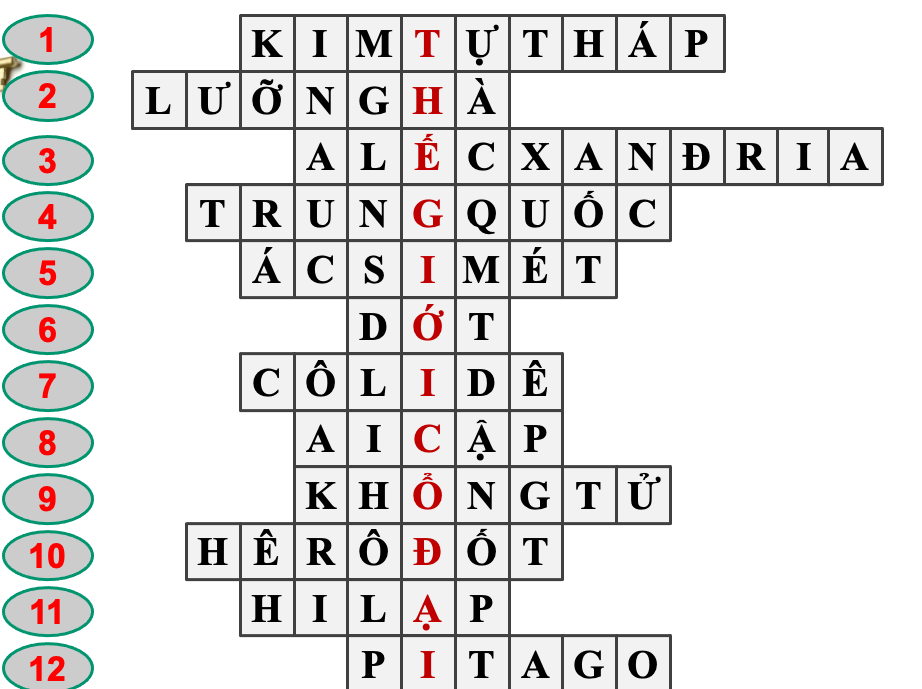 1 KIMTỰTHÁP
2 LƯỠNGHÀ
3 ALẾCXANĐRIA
4 TRUNGQUỐC
5 ÁCSIMÉT
6 DỚT
7 CÔLIDÊ
8 AICẬP
9 KHỔNGTỬ
10 HÊRÔĐỐT
11 HILẠP
12 PITAGO